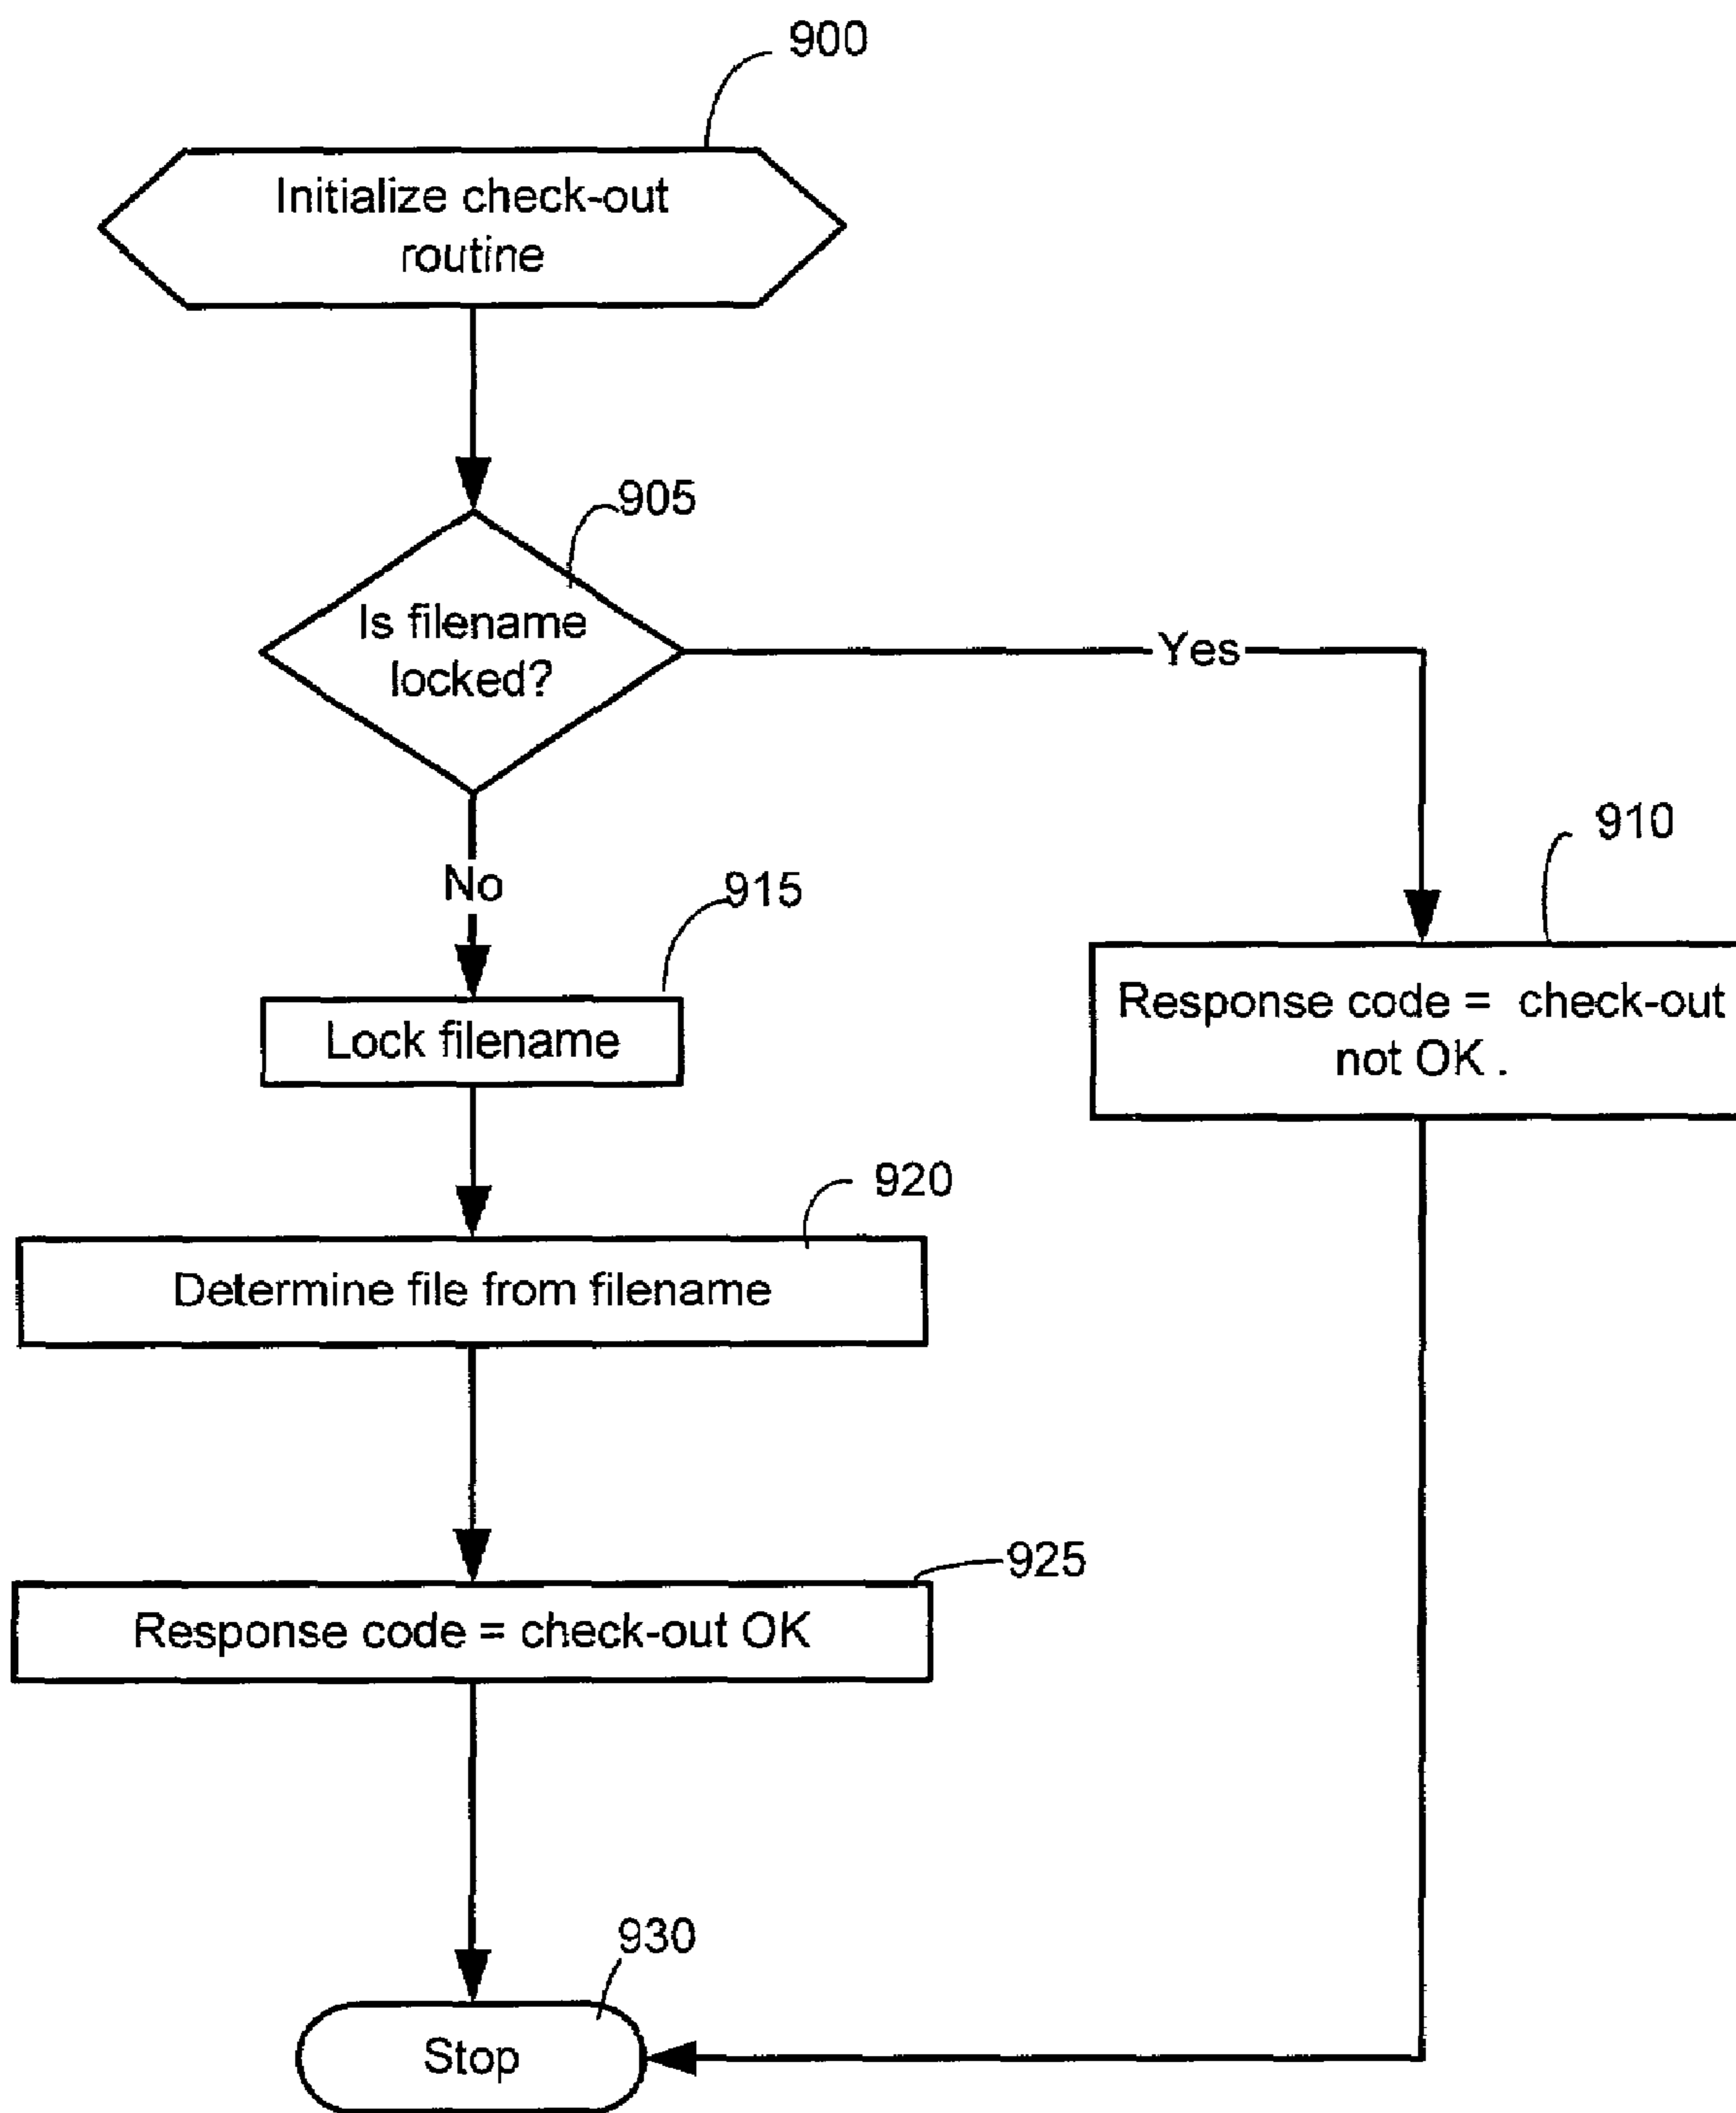 900
Initialize check-out
routine
905
Is filename
locked?
Yes
910
Response code = check-out
not OK .
No
915
Lock filename
920
Determine file from filename
925
Response code = check-out OK
930
Stop